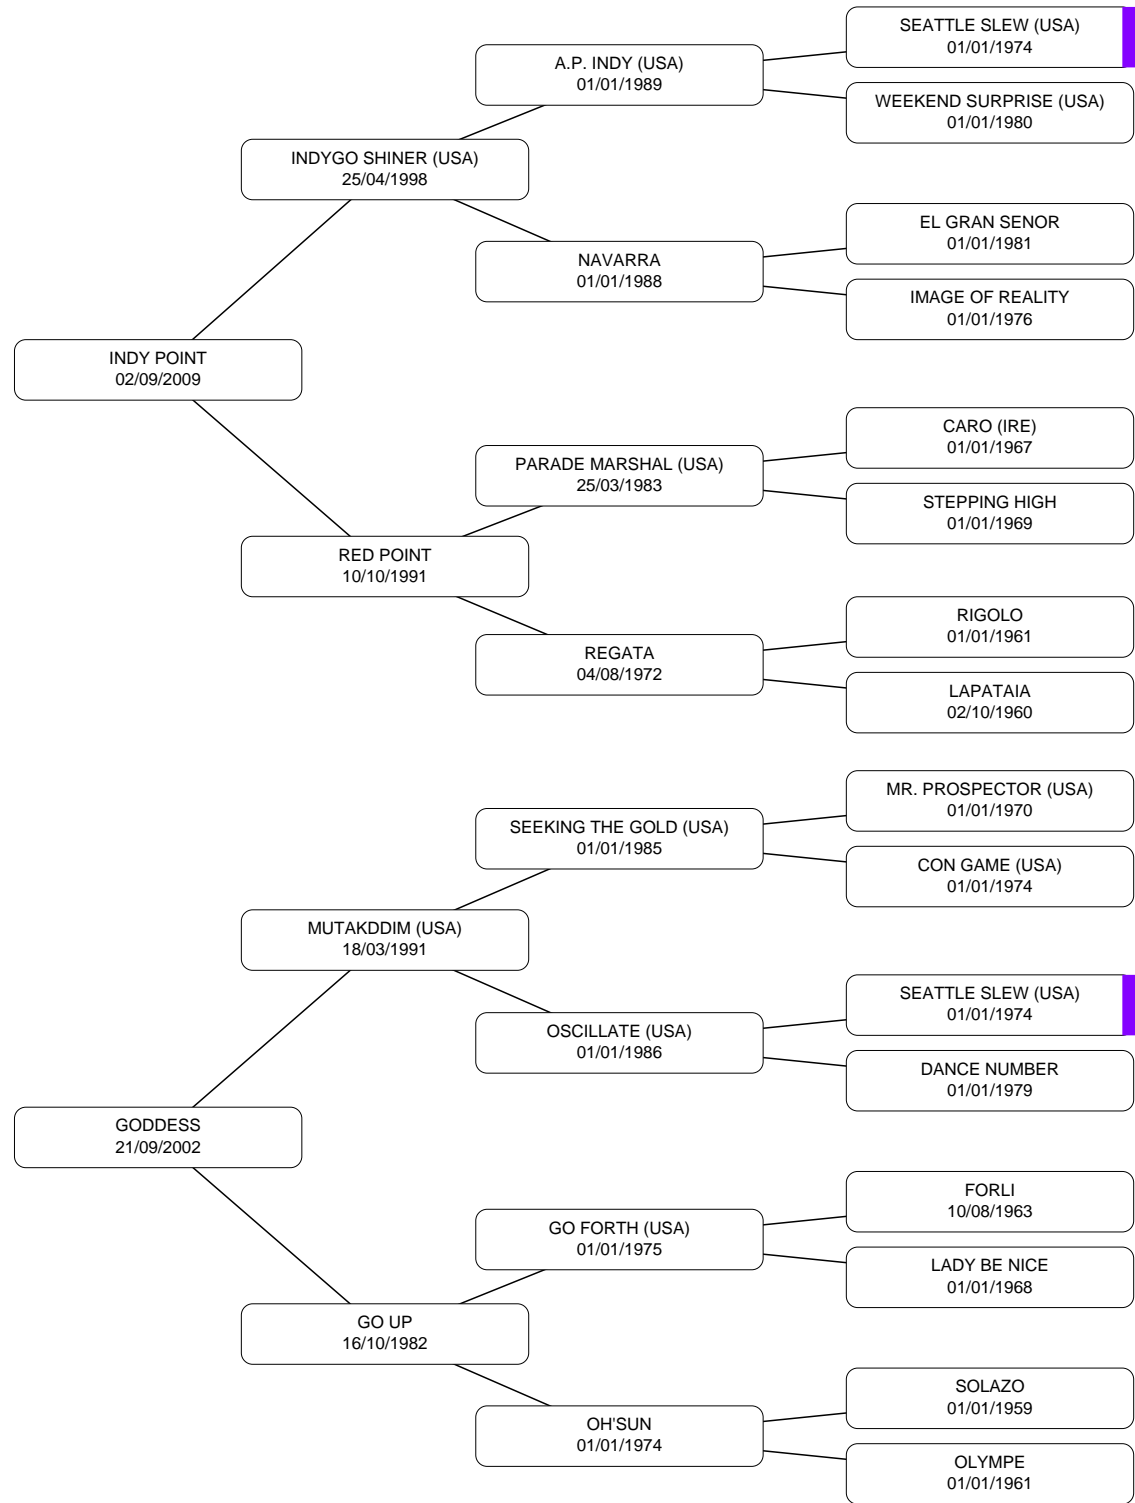 SEATTLE SLEW (USA)
01/01/1974
A.P. INDY (USA)
01/01/1989
WEEKEND SURPRISE (USA)
01/01/1980
INDYGO SHINER (USA)
25/04/1998
EL GRAN SENOR
01/01/1981
NAVARRA
01/01/1988
IMAGE OF REALITY
01/01/1976
INDY POINT
02/09/2009
CARO (IRE)
01/01/1967
PARADE MARSHAL (USA)
25/03/1983
STEPPING HIGH
01/01/1969
RED POINT
10/10/1991
RIGOLO
01/01/1961
REGATA
04/08/1972
LAPATAIA
02/10/1960
MR. PROSPECTOR (USA)
01/01/1970
SEEKING THE GOLD (USA)
01/01/1985
CON GAME (USA)
01/01/1974
MUTAKDDIM (USA)
18/03/1991
SEATTLE SLEW (USA)
01/01/1974
OSCILLATE (USA)
01/01/1986
DANCE NUMBER
01/01/1979
GODDESS
21/09/2002
FORLI
10/08/1963
GO FORTH (USA)
01/01/1975
LADY BE NICE
01/01/1968
GO UP
16/10/1982
SOLAZO
01/01/1959
OH'SUN
01/01/1974
OLYMPE
01/01/1961